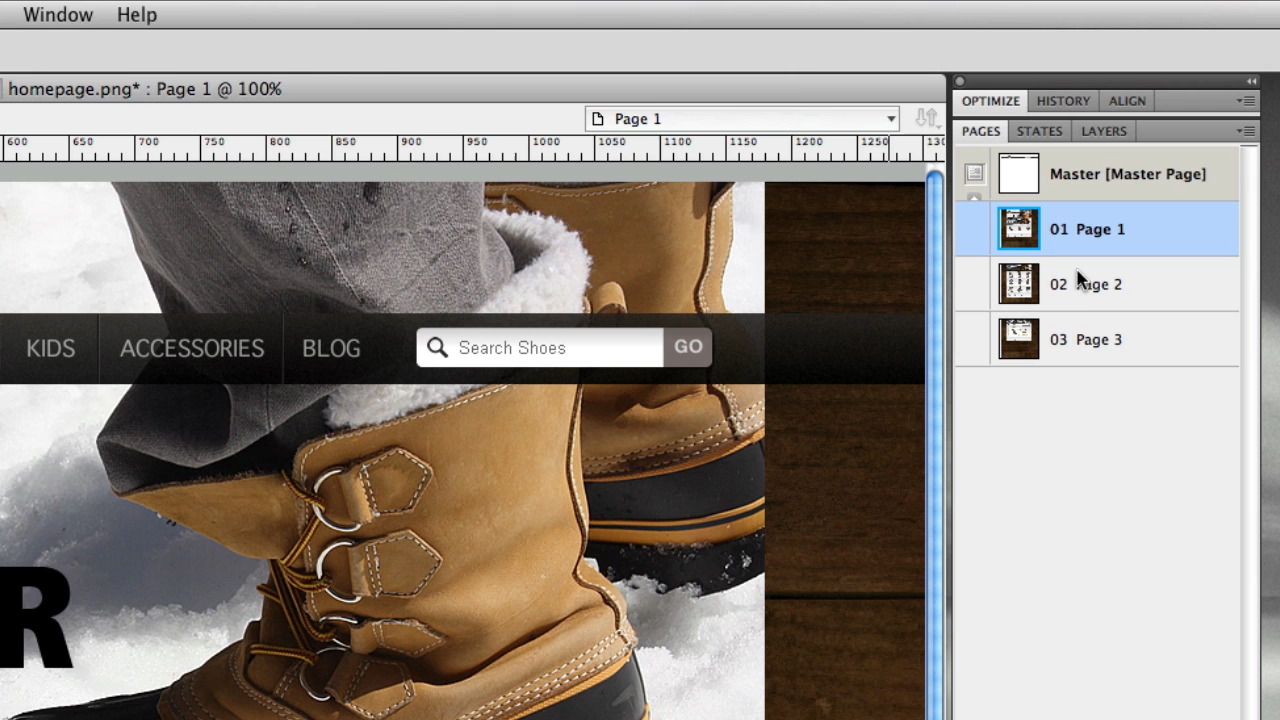 Window Help
homepage.png* : Page 1 @ 100%
Page 1
600 650 700 750 800 850 900 950 1000 1050 1100 1150 1200 1250 130
OPTIMIZE HISTORY ALIGN
PAGES STATES LAYERS
Master [Master Page]
01 Page 1
02 Page 2
03 Page 3
KIDS ACCESSORIES BLOG Search Shoes GO
R